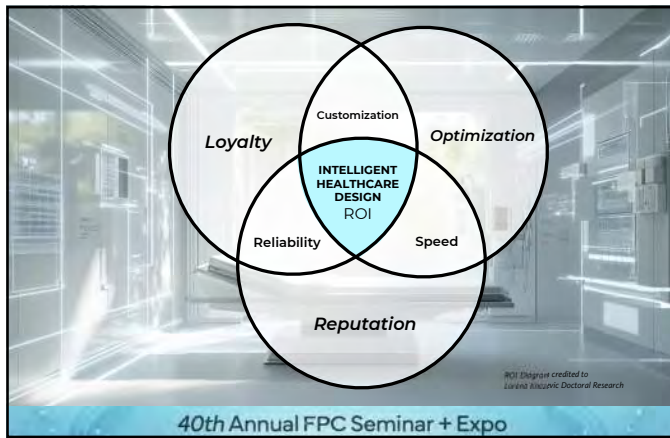 Customization
Loyalty
Optimization
INTELLIGENT
HEALTHCARE
DESIGN
ROI
Reliability
Speed
Reputation
ROI Diagram credited to
Lorena Doctoral Research
40th Annual FPC Seminar + Expo